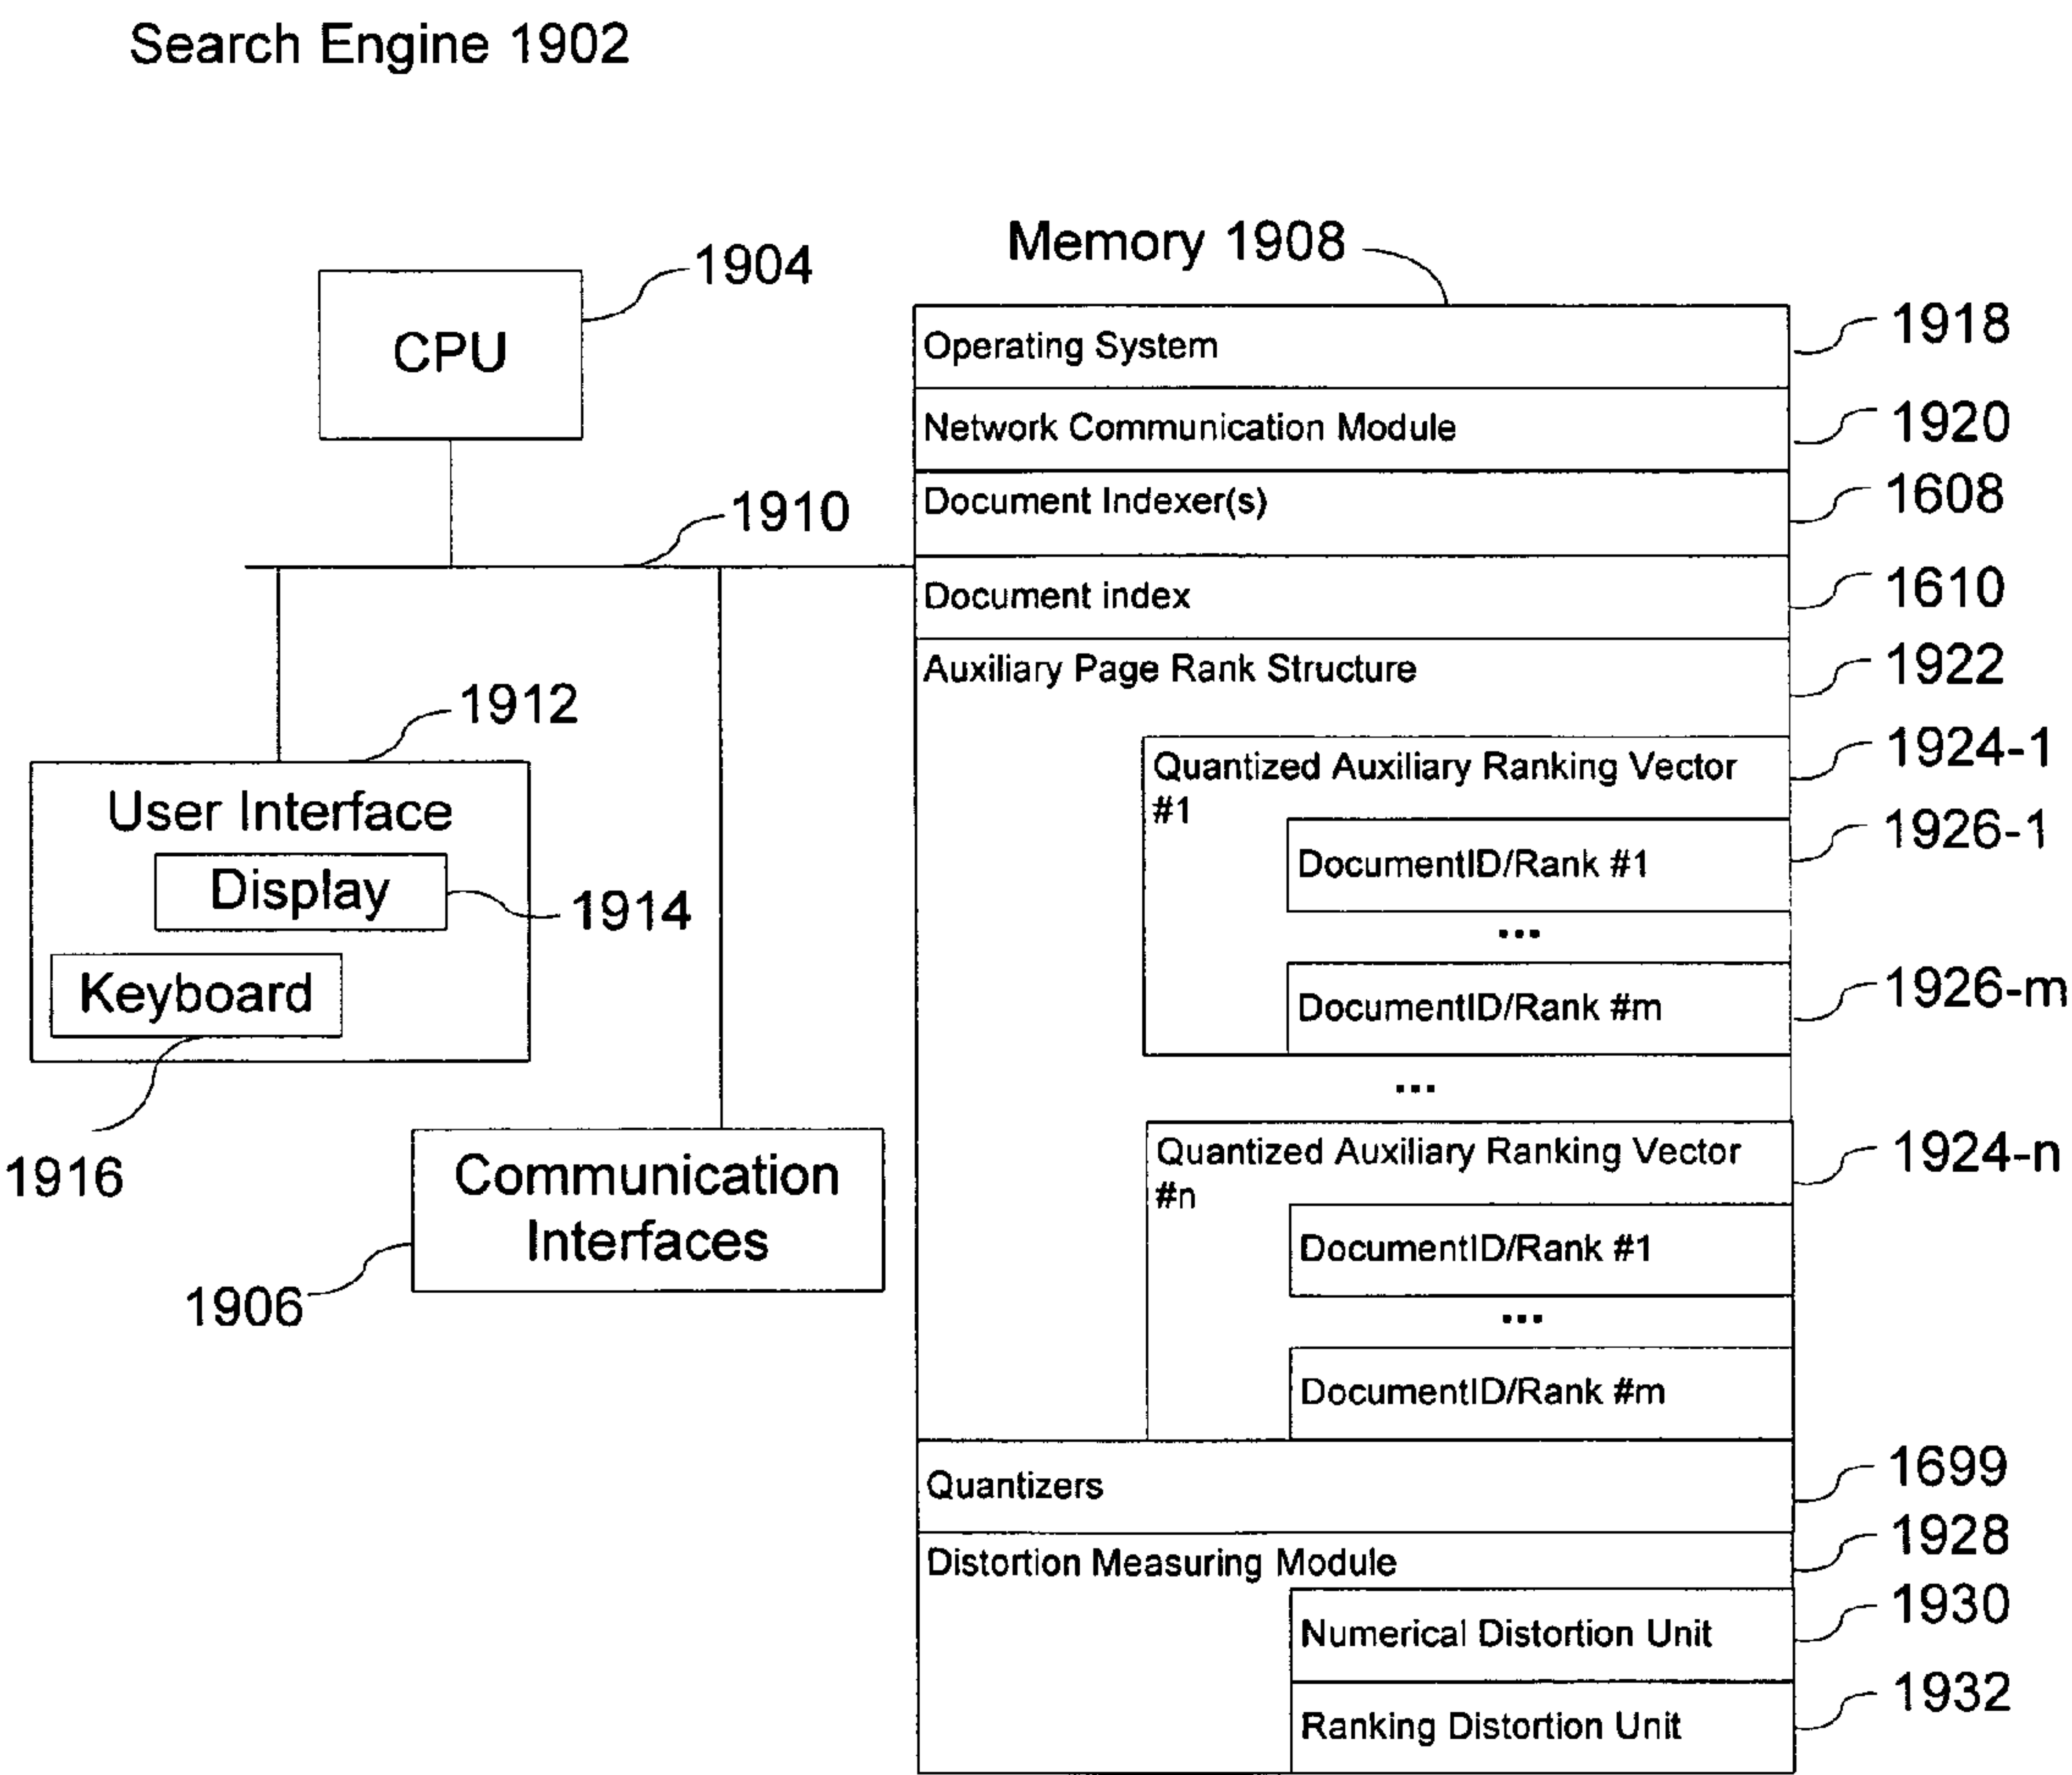 Search Engine 1902
Memory 1908
1904
CPU
1910
1912
User Interface
Display
1914
Keyboard
1916
Communication
Interfaces
1906
Operating System
1918
Network Communication Module
1920
Document Indexer(s)
1608
Document index
1610
Auxiliary Page Rank Structure
1922
Quantized Auxiliary Ranking Vector
#1
1924-1
DocumentID/Rank #1
1926-1
...
DocumentID/Rank #m
1926-m
...
Quantized Auxiliary Ranking Vector
#n
1924-n
DocumentID/Rank #1
...
DocumentID/Rank #m
Quantizers
1699
Distortion Measuring Module
1928
Numerical Distortion Unit
1930
Ranking Distortion Unit
1932